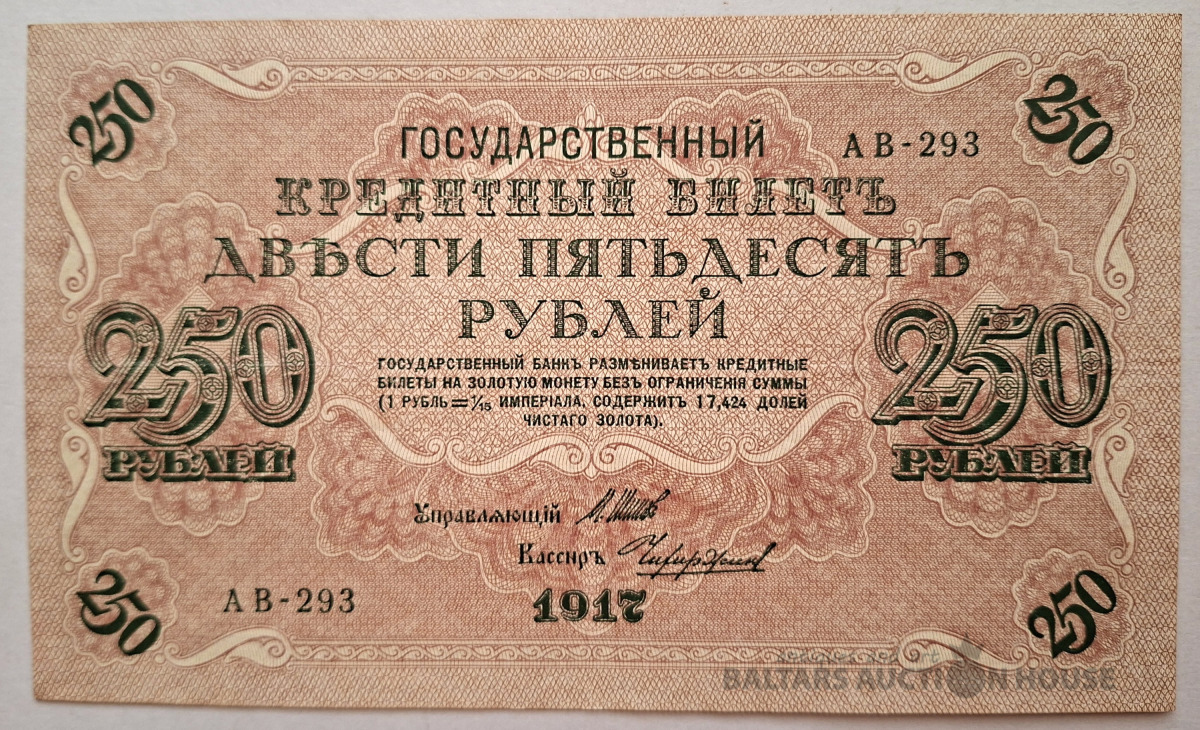 250
250
ГОСУДАРСТВЕННЫЙ
АВ-293
КРЕДИТНЫЙ БИЛЕТЪ
ДВѢСТИ ПЯТЬДЕСЯТЪ
РУБЛЕЙ
250
250
РУБЛЕЙ
РУБЛЕЙ
ГОСУДАРСТВЕННЫЙ БАНКЪ РАЗМѢНИВАЕТЪ КРЕДИТНЫЕ
БИЛЕТЫ НА ЗОЛОТУЮ МОНЕТУ БЕЗЪ ОГРАНИЧЕНІЯ СУММЫ
(1 РУБЛЬ = 1/15 ИМПЕРІАЛА, СОДЕРЖИТЪ 17,424 ДОЛЕЙ
ЧИСТАГО ЗОЛОТА).
Управляющій
Кассиръ
АВ-293
1917
250
250
BALTARS AUCTION HOUSE